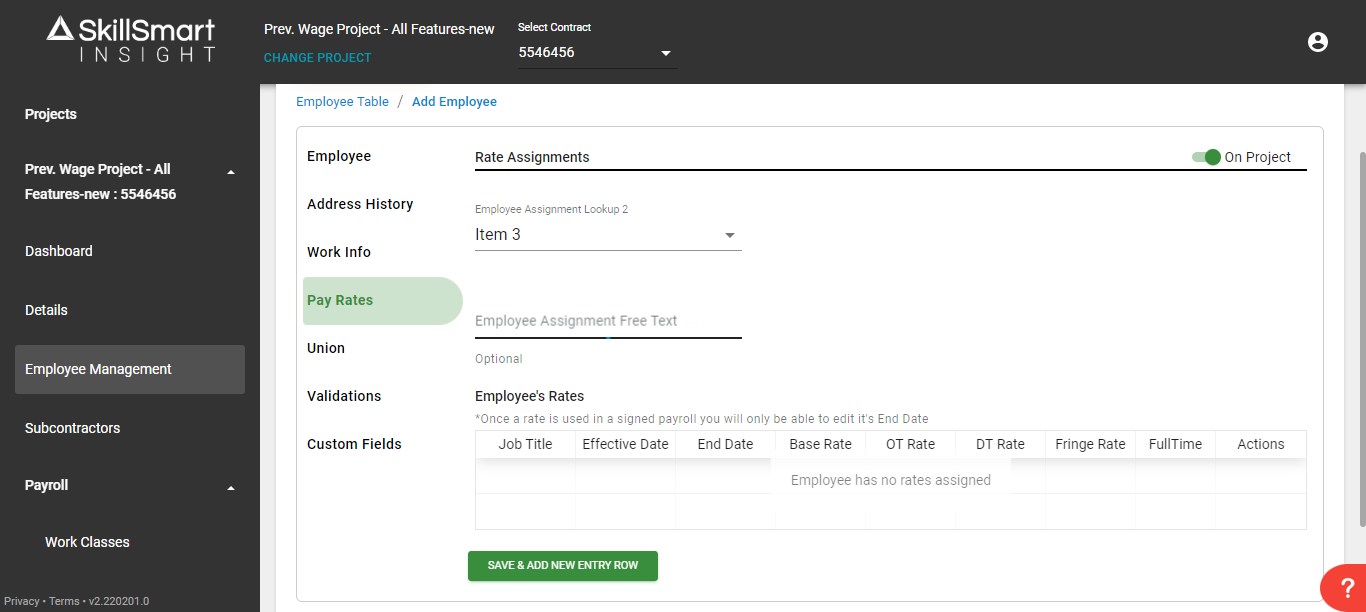 SkillSmart
INSIGHT
Prev. Wage Project - All Features-new
CHANGE PROJECT
Select Contract
5546456
Projects
Prev. Wage Project - All
Features-new : 5546456
Dashboard
Details
Employee Management
Subcontractors
Payroll
Work Classes
Privacy • Terms • v2.220201.0
Employee Table / Add Employee
Employee
Address History
Work Info
Pay Rates
Union
Validations
Custom Fields
Rate Assignments
On Project
Employee Assignment Lookup 2
Item 3
Employee Assignment Free Text
Optional
Employee's Rates
*Once a rate is used in a signed payroll you will only be able to edit it's End Date
Job Title Effective Date End Date Base Rate OT Rate DT Rate Fringe Rate FullTime Actions
Employee has no rates assigned
SAVE & ADD NEW ENTRY ROW
?